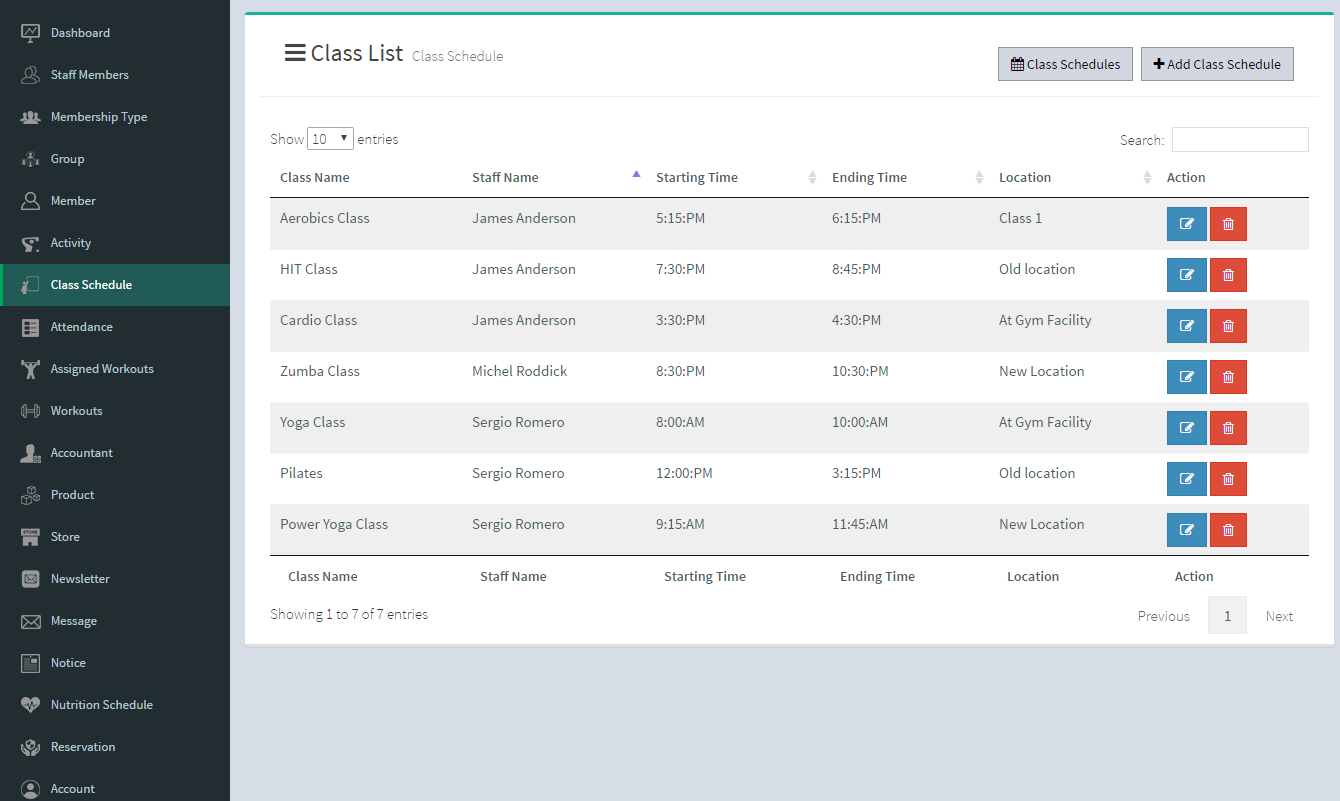 Dashboard
Staff Members
Membership Type
Group
Member
Activity
Class Schedule
Attendance
Assigned Workouts
Workouts
Accountant
Product
STORE
Store
Newsletter
Message
Notice
Nutrition Schedule
Reservation
Account
Class List Class Schedule
Class Schedules Add Class Schedule
Show 10 entries Search:
Class Name Staff Name Starting Time Ending Time Location Action
Aerobics Class James Anderson 5:15:PM 6:15:PM Class 1
HIT Class James Anderson 7:30:PM 8:45:PM Old location
Cardio Class James Anderson 3:30:PM 4:30:PM At Gym Facility
Zumba Class Michel Roddick 8:30:PM 10:30:PM New Location
Yoga Class Sergio Romero 8:00:AM 10:00:AM At Gym Facility
Pilates Sergio Romero 12:00:PM 3:15:PM Old location
Power Yoga Class Sergio Romero 9:15:AM 11:45:AM New Location
Class Name Staff Name Starting Time Ending Time Location Action
Showing 1 to 7 of 7 entries Previous 1 Next